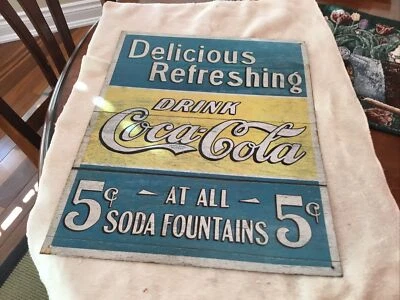 Delicious
Refreshing
DRINK
Coca-Cola
5¢ – AT ALL – 5¢
SODA FOUNTAINS